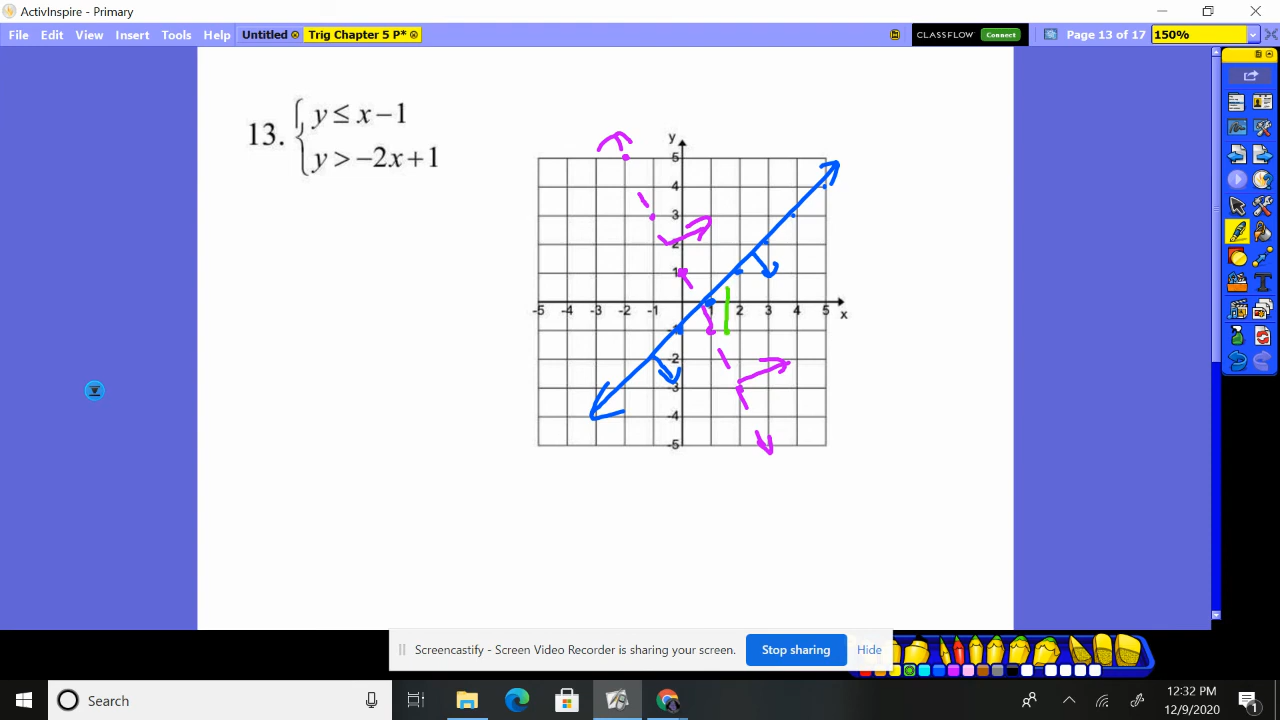 ActivInspire - Primary
File Edit View Insert Tools Help Untitled Trig Chapter 5 P* CLASSFLOW Connect Page 13 of 17 150%
13. { y ≤ x − 1
y > −2x + 1
y
5
4
3
2
1
-5 -4 -3 -2 -1 1 2 3 4 5 x
-1
-2
-3
-4
-5
Screencastify - Screen Video Recorder is sharing your screen. Stop sharing Hide
Search
12:32 PM
12/9/2020
1